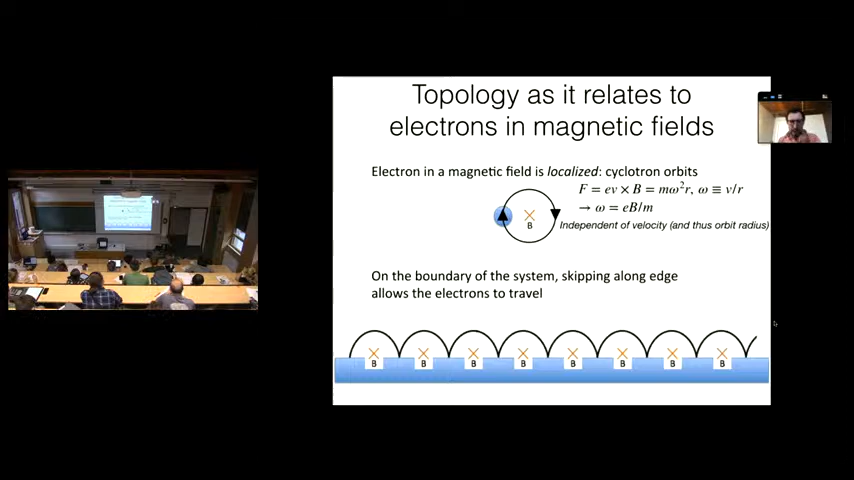 Topology as it relates to
electrons in magnetic fields
Electron in a magnetic field is localized: cyclotron orbits
F = ev × B = mω²r, ω ≡ v/r
→ ω = eB/m
B
Independent of velocity (and thus orbit radius)
On the boundary of the system, skipping along edge
allows the electrons to travel
B B B B B B B B